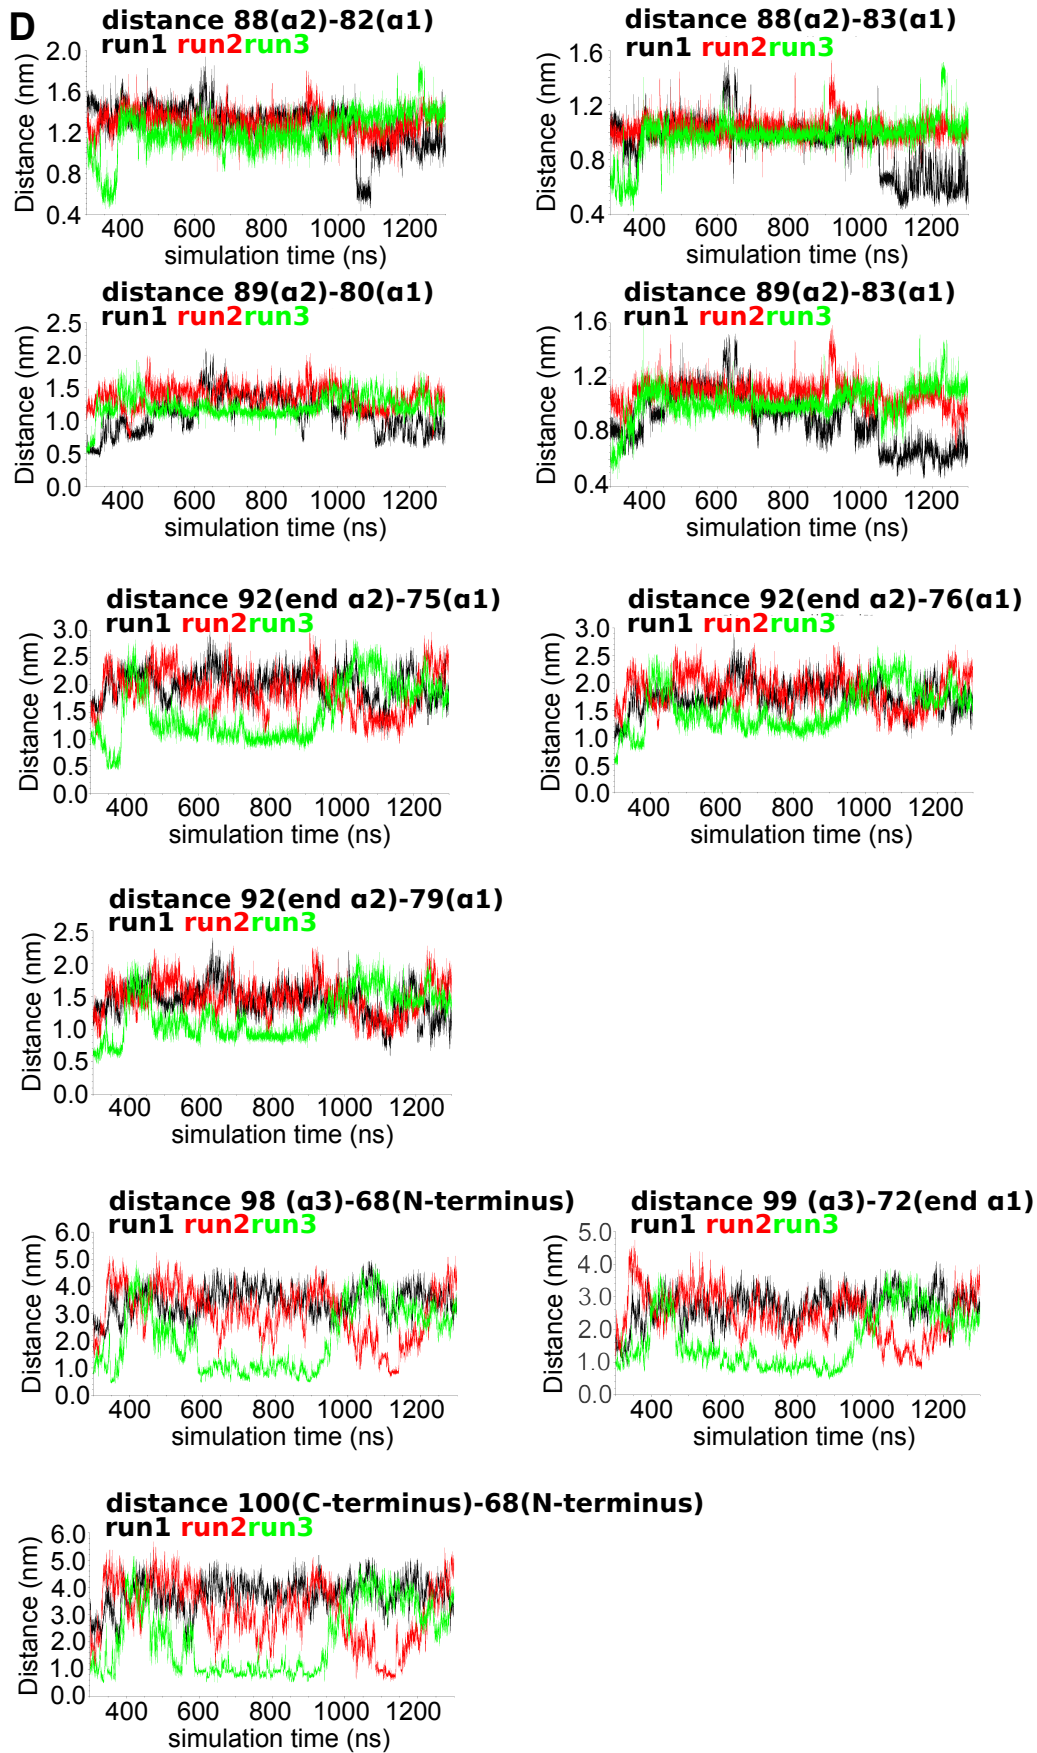 D
distance 88(α2)-82(α1)
run1 run2run3
Distance (nm)
2.0
1.6
1.2
0.8
0.4
400 600 800 1000 1200
simulation time (ns)
distance 88(α2)-83(α1)
run1 run2run3
Distance (nm)
1.6
1.2
0.8
0.4
400 600 800 1000 1200
simulation time (ns)
distance 89(α2)-80(α1)
run1 run2run3
Distance (nm)
2.5
2.0
1.5
1.0
0.5
0.0
400 600 800 1000 1200
simulation time (ns)
distance 89(α2)-83(α1)
run1 run2run3
Distance (nm)
1.6
1.2
0.8
0.4
400 600 800 1000 1200
simulation time (ns)
distance 92(end α2)-75(α1)
run1 run2run3
Distance (nm)
3.0
2.5
2.0
1.5
1.0
0.5
0.0
400 600 800 1000 1200
simulation time (ns)
distance 92(end α2)-76(α1)
run1 run2run3
Distance (nm)
3.0
2.5
2.0
1.5
1.0
0.5
0.0
400 600 800 1000 1200
simulation time (ns)
distance 92(end α2)-79(α1)
run1 run2run3
Distance (nm)
2.5
2.0
1.5
1.0
0.5
0.0
400 600 800 1000 1200
simulation time (ns)
distance 98 (α3)-68(N-terminus)
run1 run2run3
Distance (nm)
6.0
5.0
4.0
3.0
2.0
1.0
0.0
400 600 800 1000 1200
simulation time (ns)
distance 99 (α3)-72(end α1)
run1 run2run3
Distance (nm)
5.0
4.0
3.0
2.0
1.0
0.0
400 600 800 1000 1200
simulation time (ns)
distance 100(C-terminus)-68(N-terminus)
run1 run2run3
Distance (nm)
6.0
5.0
4.0
3.0
2.0
1.0
0.0
400 600 800 1000 1200
simulation time (ns)